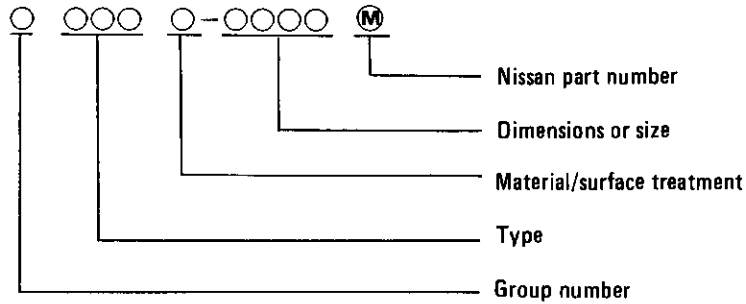 ○ ○○○ ○-○○○○ Ⓜ
Nissan part number
Dimensions or size
Material/surface treatment
Type
Group number